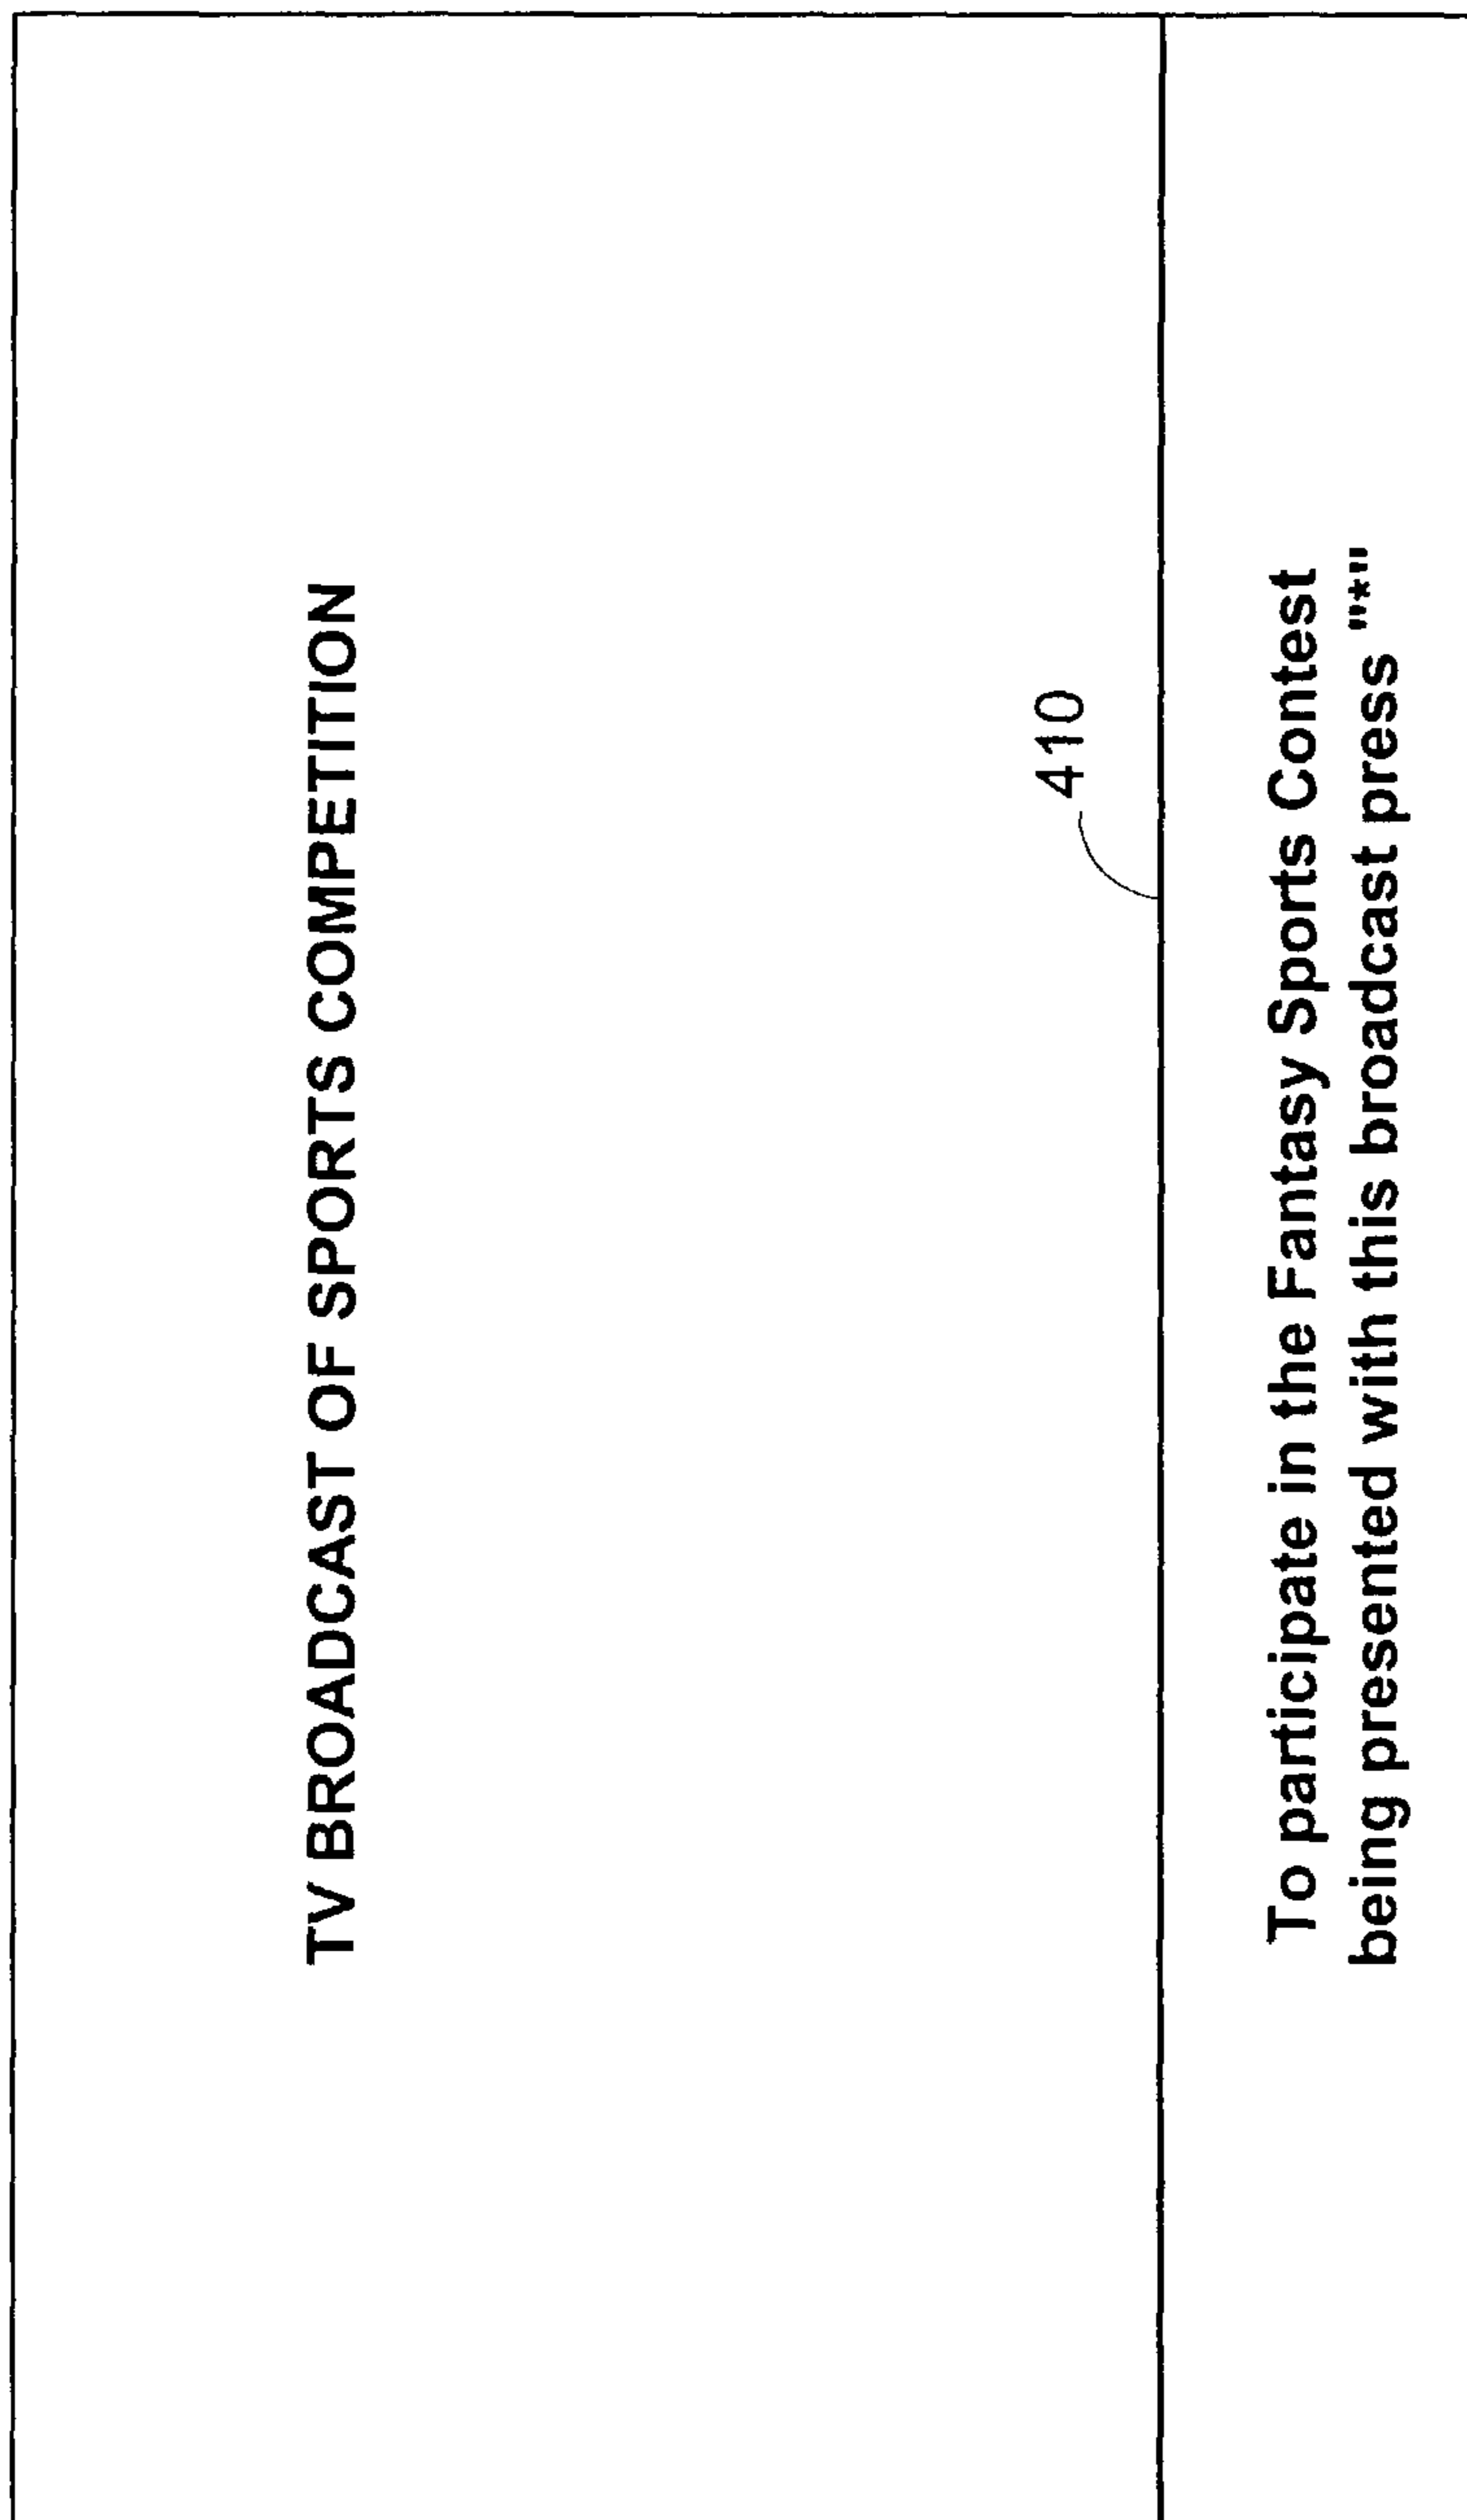 TV BROADCAST OF SPORTS COMPETITION
410
To participate in the Fantasy Sports Contest
being presented with this broadcast press "*"